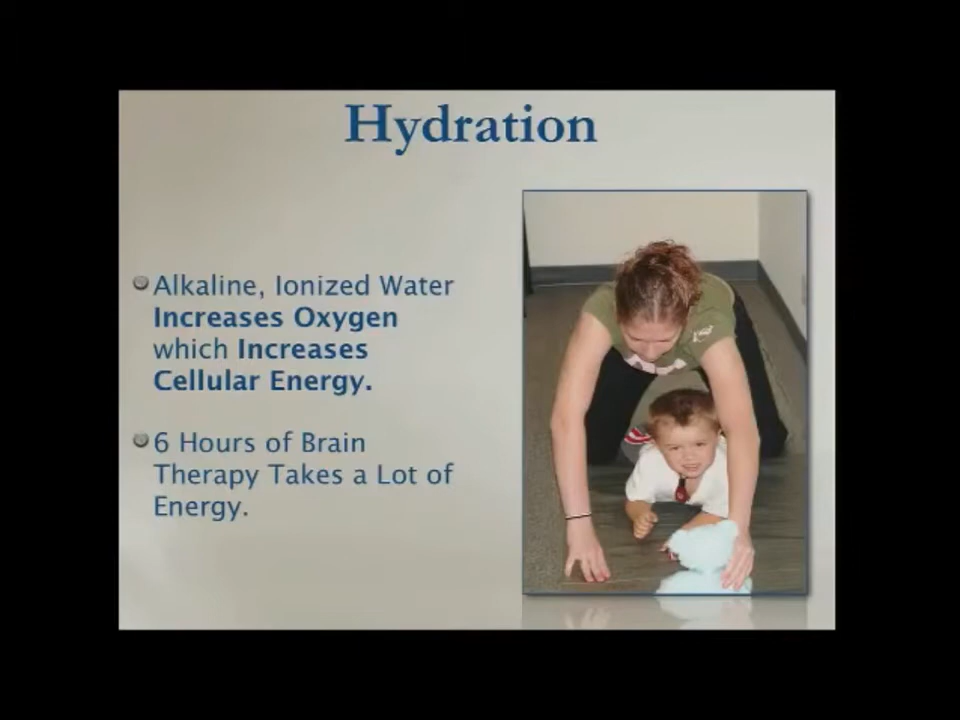 Hydration
Alkaline, Ionized Water
Increases Oxygen
which Increases
Cellular Energy.
6 Hours of Brain
Therapy Takes a Lot of
Energy.